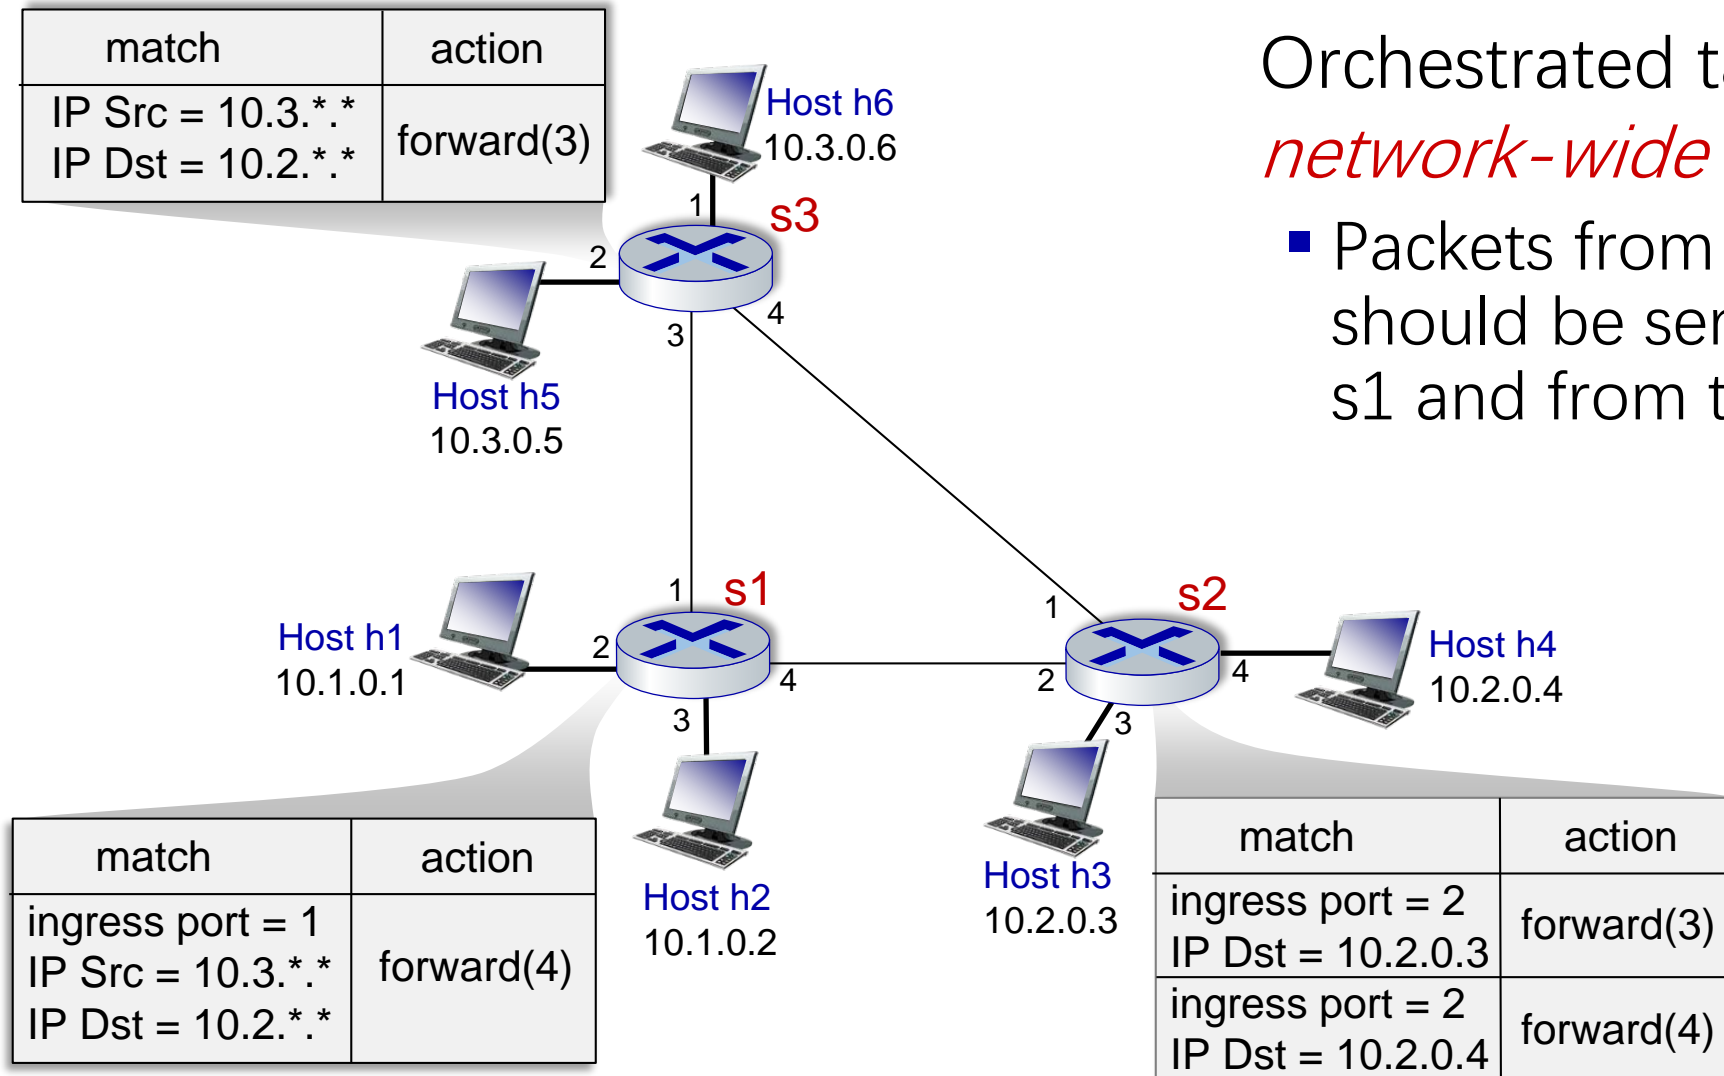 match action
IP Src = 10.3.*.*
IP Dst = 10.2.*.*
forward(3)
Orchestrated
network-wide
Packets from
should be
s1 and from
Host h6
10.3.0.6
1
s3
2
3
4
Host h5
10.3.0.5
1
s1
2
3
4
Host h1
10.1.0.1
Host h2
10.1.0.2
1
s2
2
3
4
Host h4
10.2.0.4
Host h3
10.2.0.3
match action
ingress port = 1
IP Src = 10.3.*.*
IP Dst = 10.2.*.*
forward(4)
match action
ingress port = 2
IP Dst = 10.2.0.3
forward(3)
ingress port = 2
IP Dst = 10.2.0.4
forward(4)